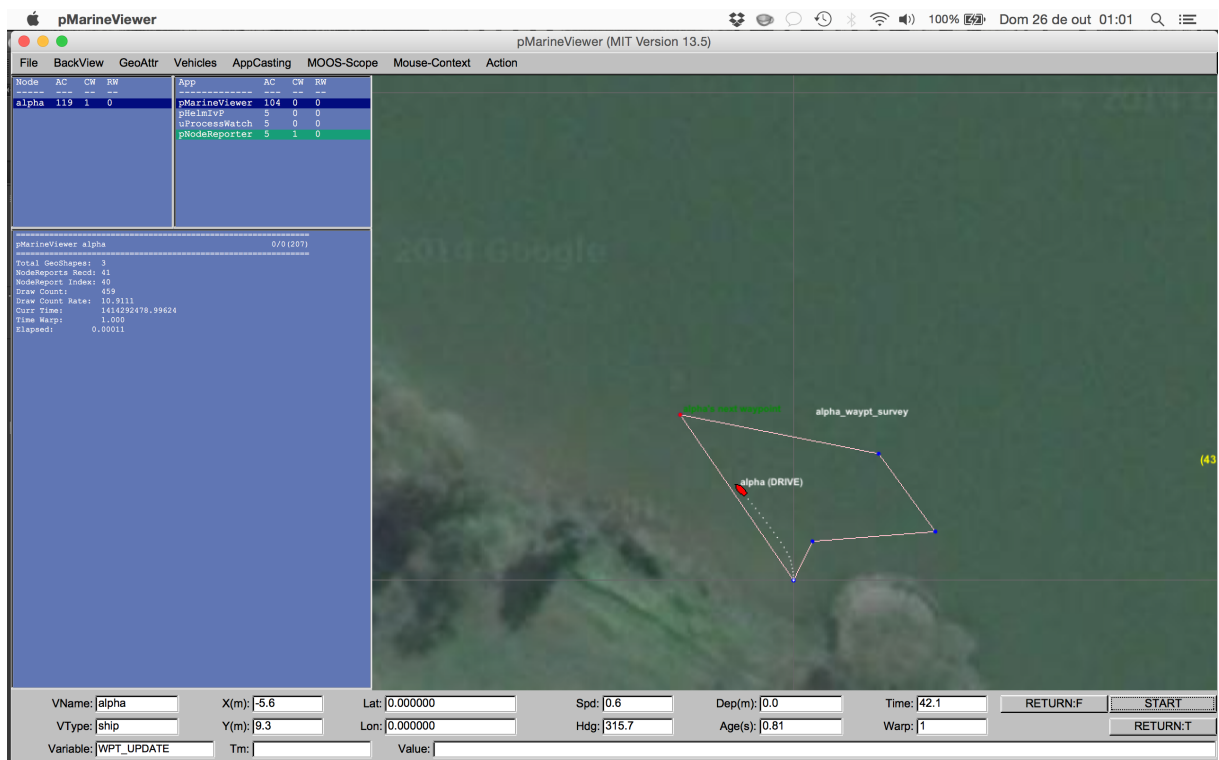 pMarineViewer 100% Dom 26 de out 01:01
pMarineViewer (MIT Version 13.5)
File BackView GeoAttr Vehicles AppCasting MOOS-Scope Mouse-Context Action
Node AC CW RW
----- --- -- --
alpha 119 1 0
App AC CW RW
------------- --- -- --
pMarineViewer 104 0 0
pHelmIvP 5 0 0
uProcessWatch 5 0 0
pNodeReporter 5 1 0
pMarineViewer alpha 0/0(207)
Total GeoShapes: 3
NodeReports Recd: 41
NodeReport Index: 40
Draw Count: 459
Draw Count Rate: 10.9111
Curr Time: 1414292478.99624
Time Warp: 1.000
Elapsed: 0.00011
alpha_waypt_survey
(43
alpha (DRIVE)
VName: alpha X(m): -5.6 Lat: 0.000000 Spd: 0.6 Dep(m): 0.0 Time: 42.1 RETURN:F START
VType: ship Y(m): 9.3 Lon: 0.000000 Hdg: 315.7 Age(s): 0.81 Warp: 1 RETURN:T
Variable: WPT_UPDATE Tm: Value: